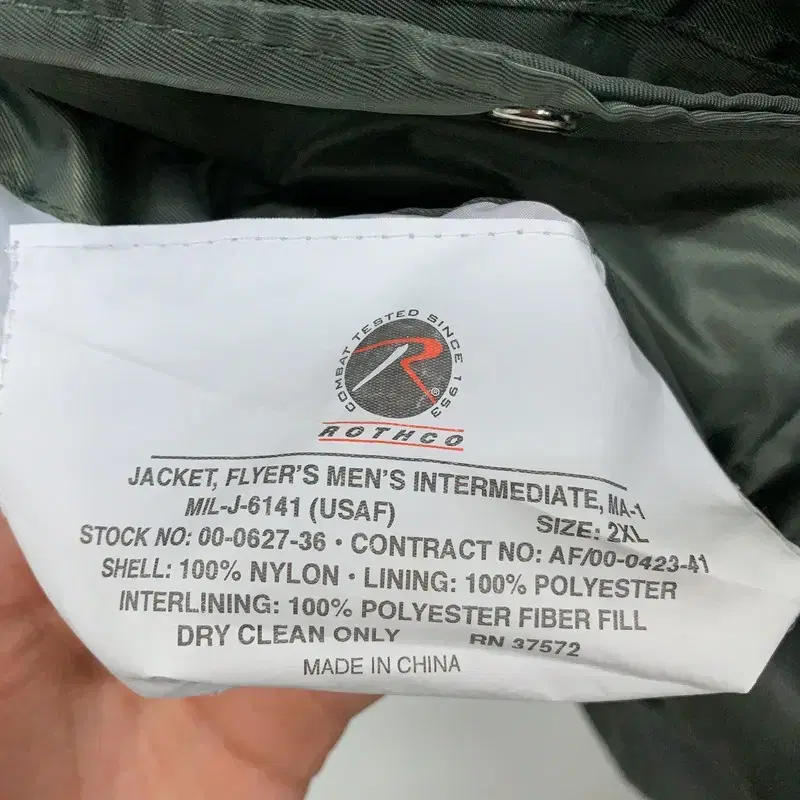 COMBAT TESTED SINCE 1953
R
®
ROTHCO
JACKET, FLYER'S MEN'S INTERMEDIATE, MA-1
MIL-J-6141 (USAF)
SIZE: 2XL
STOCK NO: 00-0627-36 • CONTRACT NO: AF/00-0423-41
SHELL: 100% NYLON • LINING: 100% POLYESTER
INTERLINING: 100% POLYESTER FIBER FILL
DRY CLEAN ONLY RN 37572
MADE IN CHINA